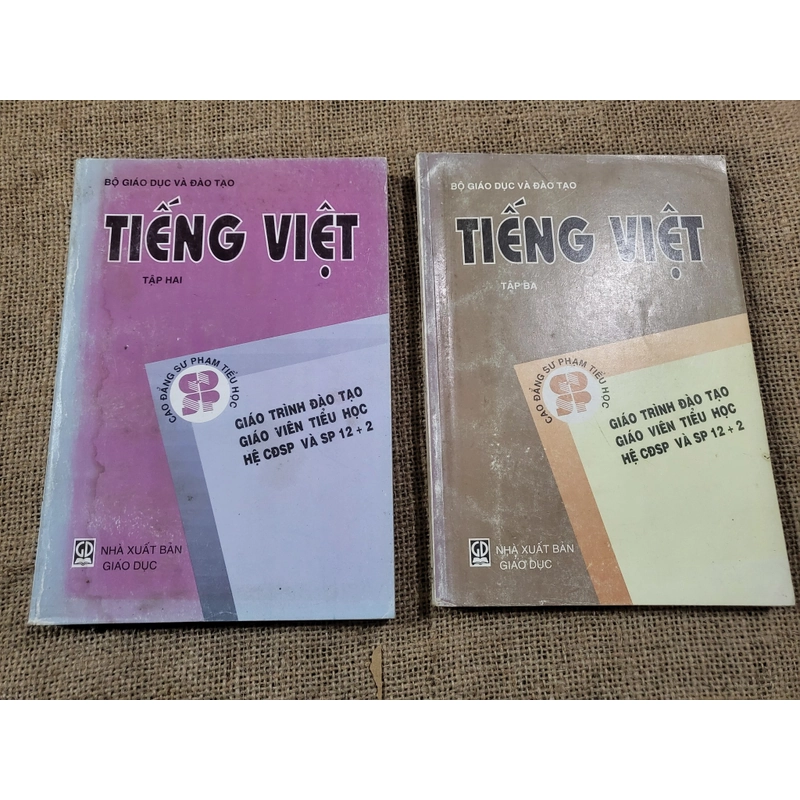 BỘ GIÁO DỤC VÀ ĐÀO TẠO
TIẾNG VIỆT
TẬP HAI
CAO ĐẲNG SƯ PHẠM TIỂU HỌC
GIÁO TRÌNH ĐÀO TẠO
GIÁO VIÊN TIỂU HỌC
HỆ CĐSP VÀ SP 12 + 2
GD
NHÀ XUẤT BẢN
GIÁO DỤC
BỘ GIÁO DỤC VÀ ĐÀO TẠO
TIẾNG VIỆT
TẬP BA
CAO ĐẲNG SƯ PHẠM TIỂU HỌC
GIÁO TRÌNH ĐÀO TẠO
GIÁO VIÊN TIỂU HỌC
HỆ CĐSP VÀ SP 12 + 2
GD
NHÀ XUẤT BẢN
GIÁO DỤC